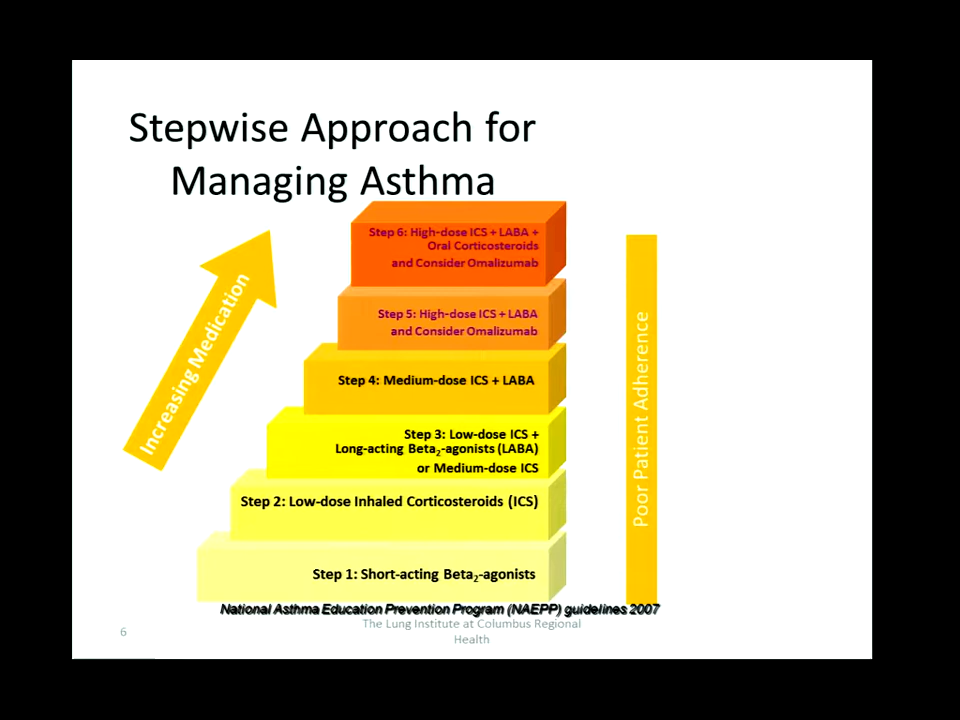 Stepwise Approach for
Managing Asthma
Increasing Medication
Step 6: High-dose ICS + LABA +
Oral Corticosteroids
and Consider Omalizumab
Step 5: High-dose ICS + LABA
and Consider Omalizumab
Step 4: Medium-dose ICS + LABA
Step 3: Low-dose ICS +
Long-acting Beta₂-agonists (LABA)
or Medium-dose ICS
Step 2: Low-dose Inhaled Corticosteroids (ICS)
Step 1: Short-acting Beta₂-agonists
Poor Patient Adherence
National Asthma Education Prevention Program (NAEPP) guidelines 2007
6
The Lung Institute at Columbus Regional
Health